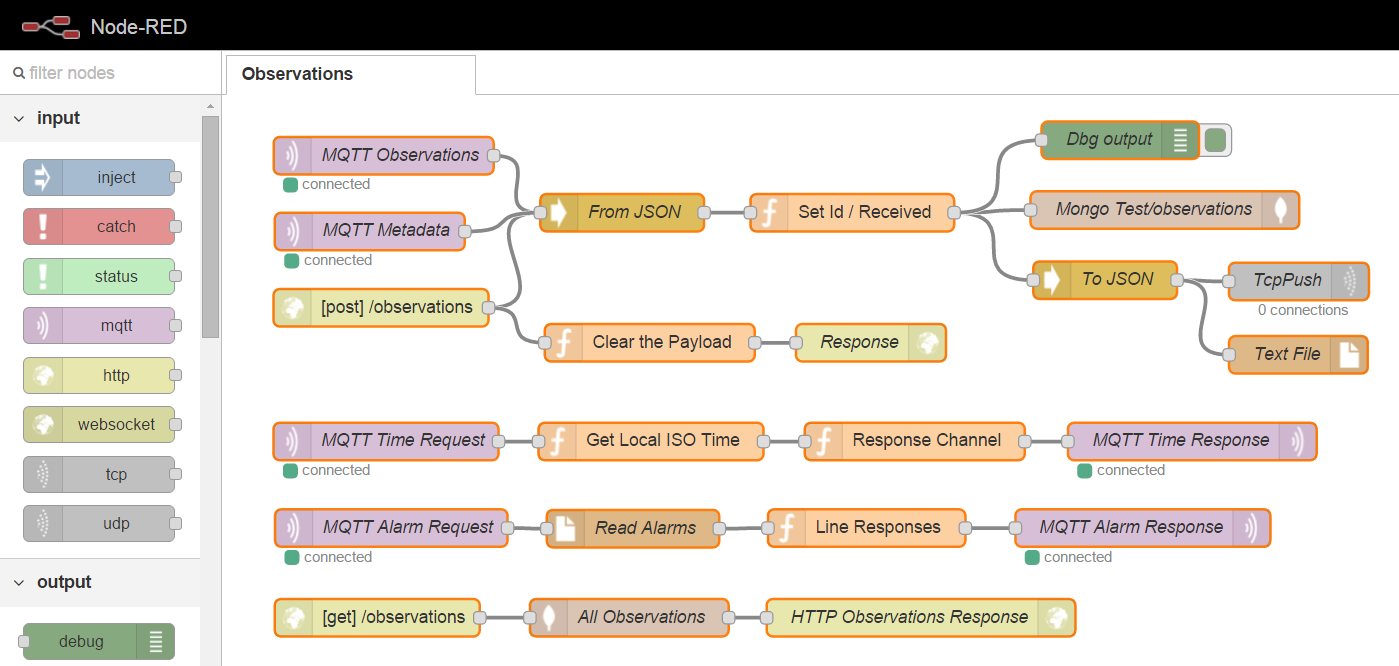 Node-RED
filter nodes
Observations
input
inject
catch
status
mqtt
http
websocket
tcp
udp
output
debug
MQTT Observations
connected
MQTT Metadata
connected
[post] /observations
From JSON
Set Id / Received
Dbg output
Mongo Test/observations
To JSON
TcpPush
0 connections
Text File
Clear the Payload
Response
MQTT Time Request
connected
Get Local ISO Time
Response Channel
MQTT Time Response
connected
MQTT Alarm Request
connected
Read Alarms
Line Responses
MQTT Alarm Response
connected
[get] /observations
All Observations
HTTP Observations Response